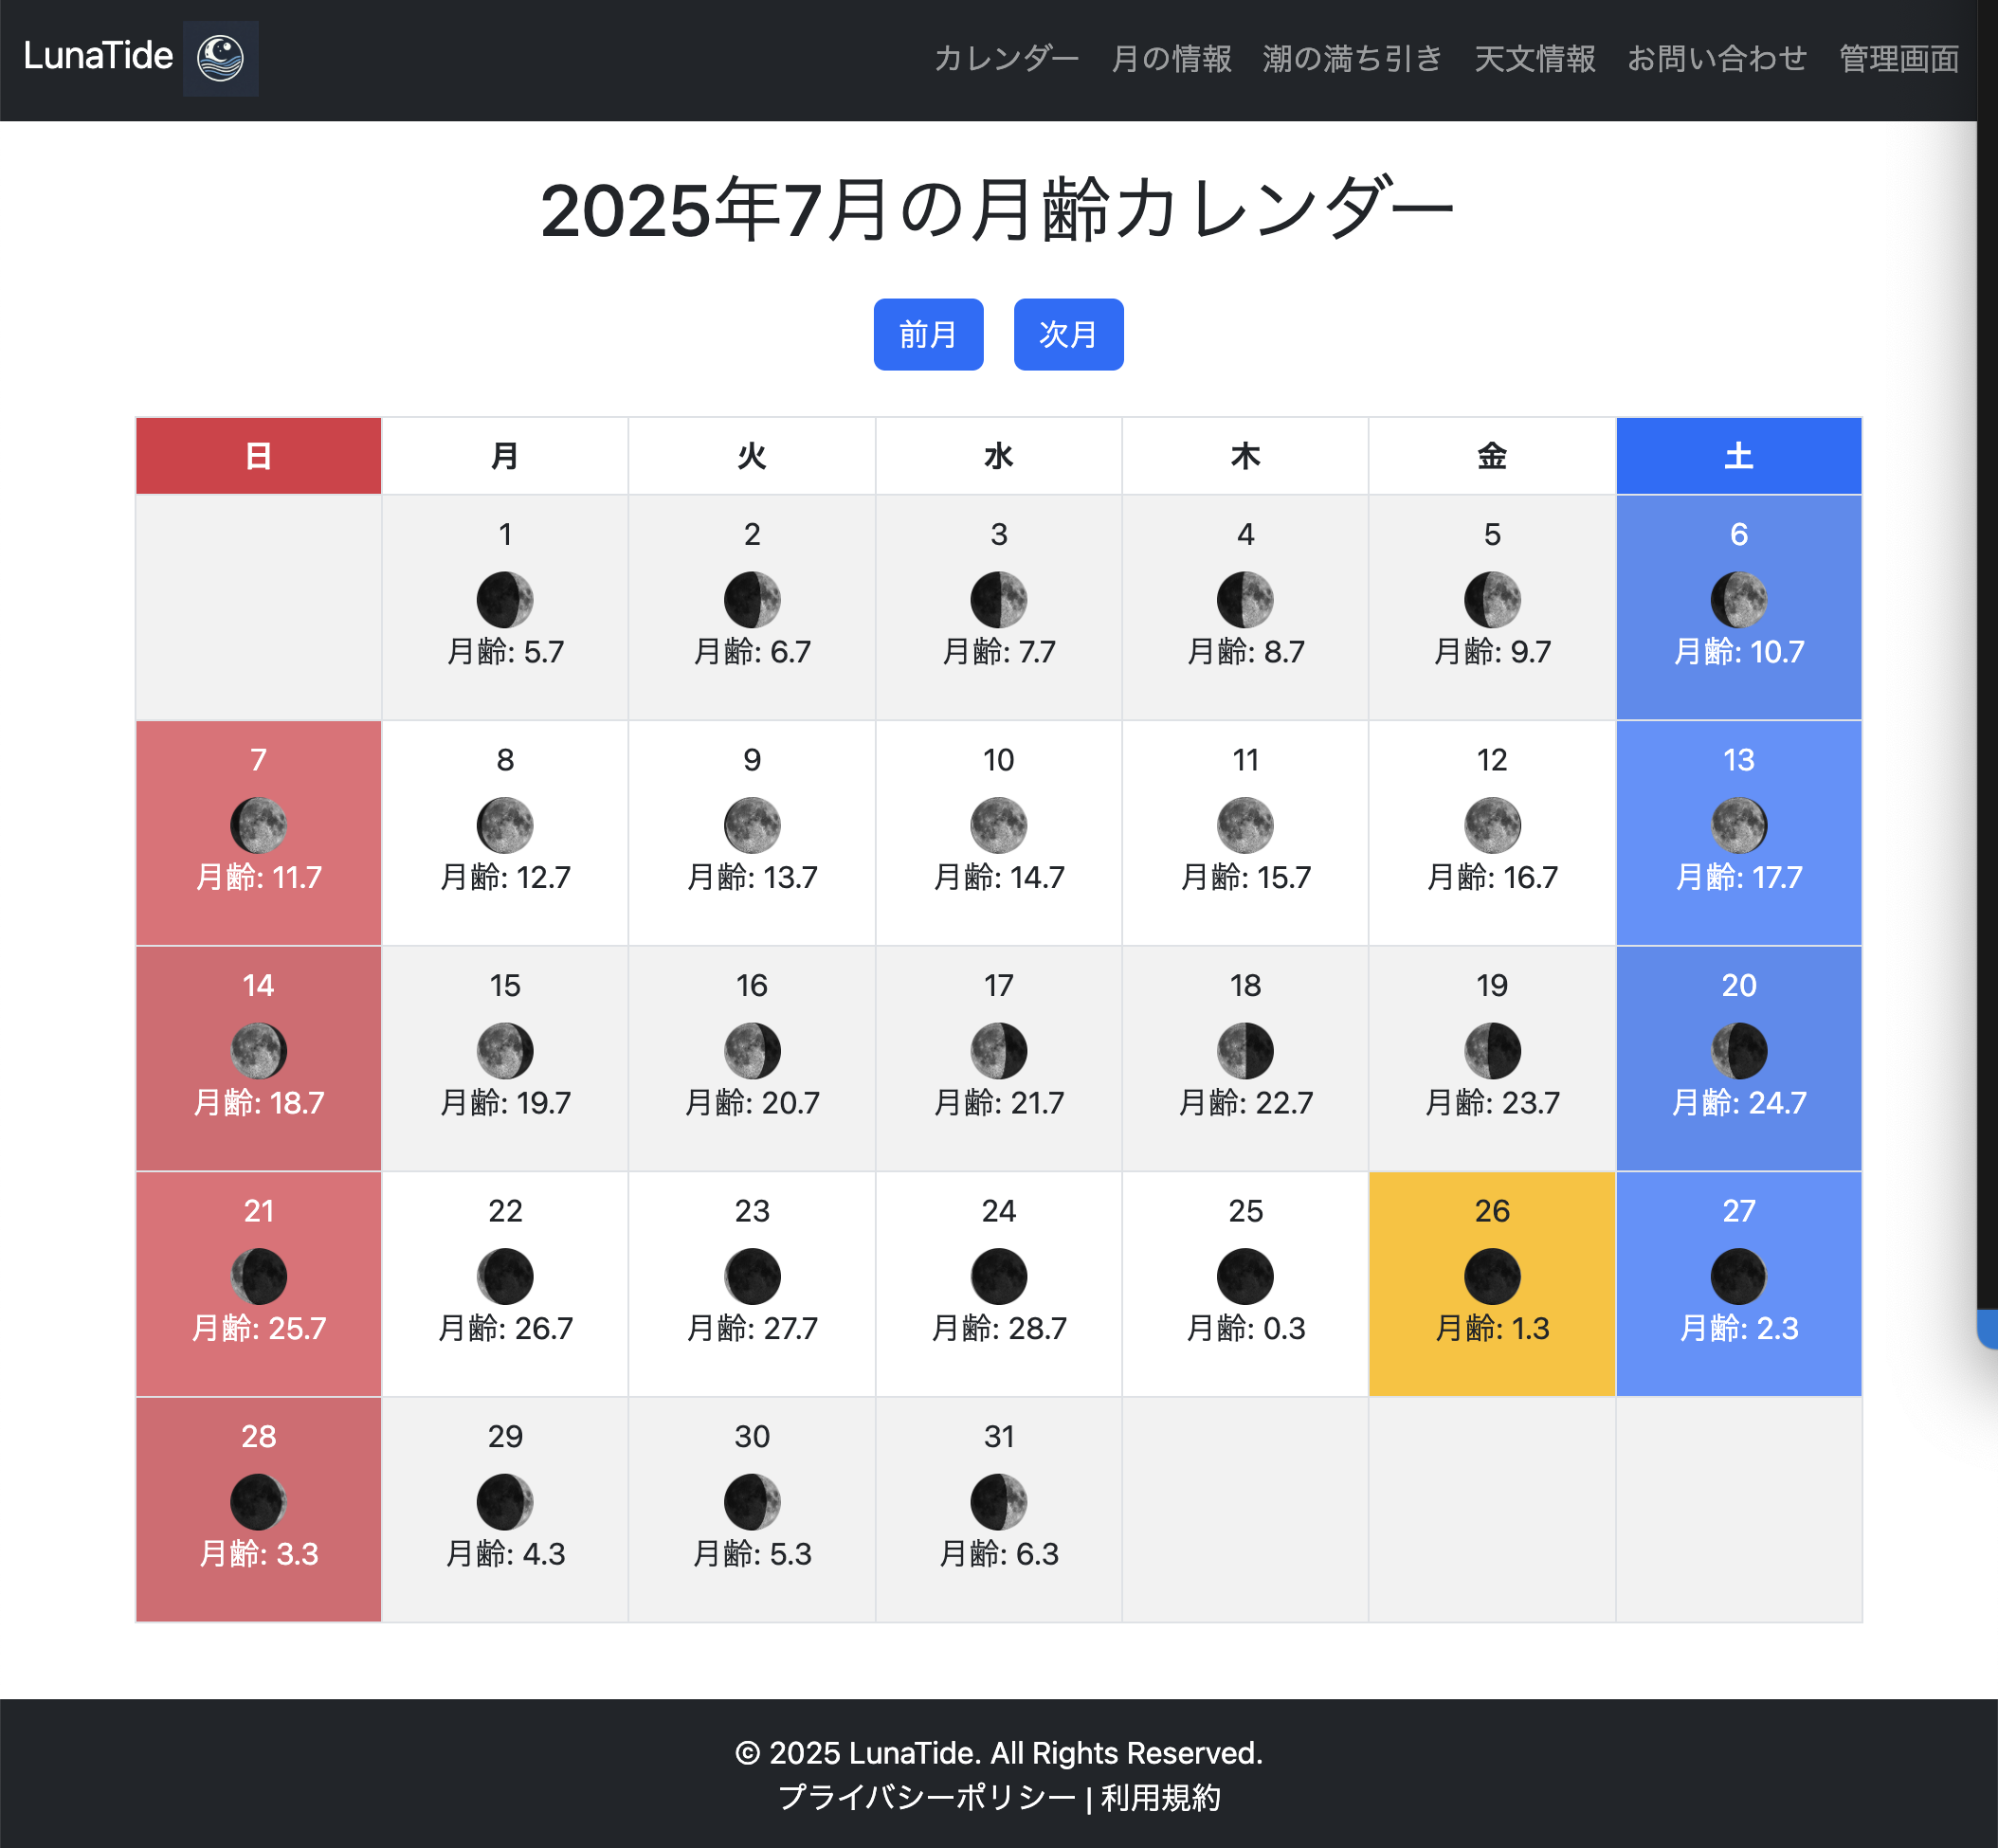 LunaTide
カレンダー 月の情報 潮の満ち引き 天文情報 お問い合わせ 管理画面
2025年7月の月齢カレンダー
前月 次月
日 月 火 水 木 金 土
1 2 3 4 5 6
月齢: 5.7 月齢: 6.7 月齢: 7.7 月齢: 8.7 月齢: 9.7 月齢: 10.7
7 8 9 10 11 12 13
月齢: 11.7 月齢: 12.7 月齢: 13.7 月齢: 14.7 月齢: 15.7 月齢: 16.7 月齢: 17.7
14 15 16 17 18 19 20
月齢: 18.7 月齢: 19.7 月齢: 20.7 月齢: 21.7 月齢: 22.7 月齢: 23.7 月齢: 24.7
21 22 23 24 25 26 27
月齢: 25.7 月齢: 26.7 月齢: 27.7 月齢: 28.7 月齢: 0.3 月齢: 1.3 月齢: 2.3
28 29 30 31
月齢: 3.3 月齢: 4.3 月齢: 5.3 月齢: 6.3
© 2025 LunaTide. All Rights Reserved.
プライバシーポリシー | 利用規約